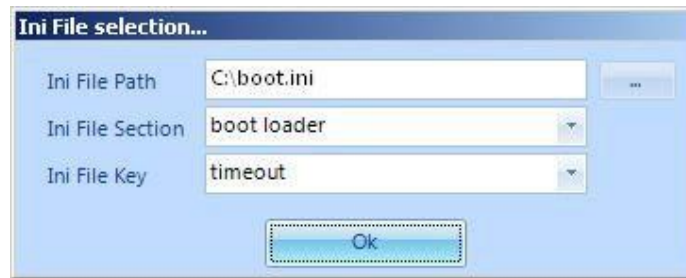 Ini File selection...
Ini File Path C:\boot.ini ...
Ini File Section boot loader
Ini File Key timeout
Ok